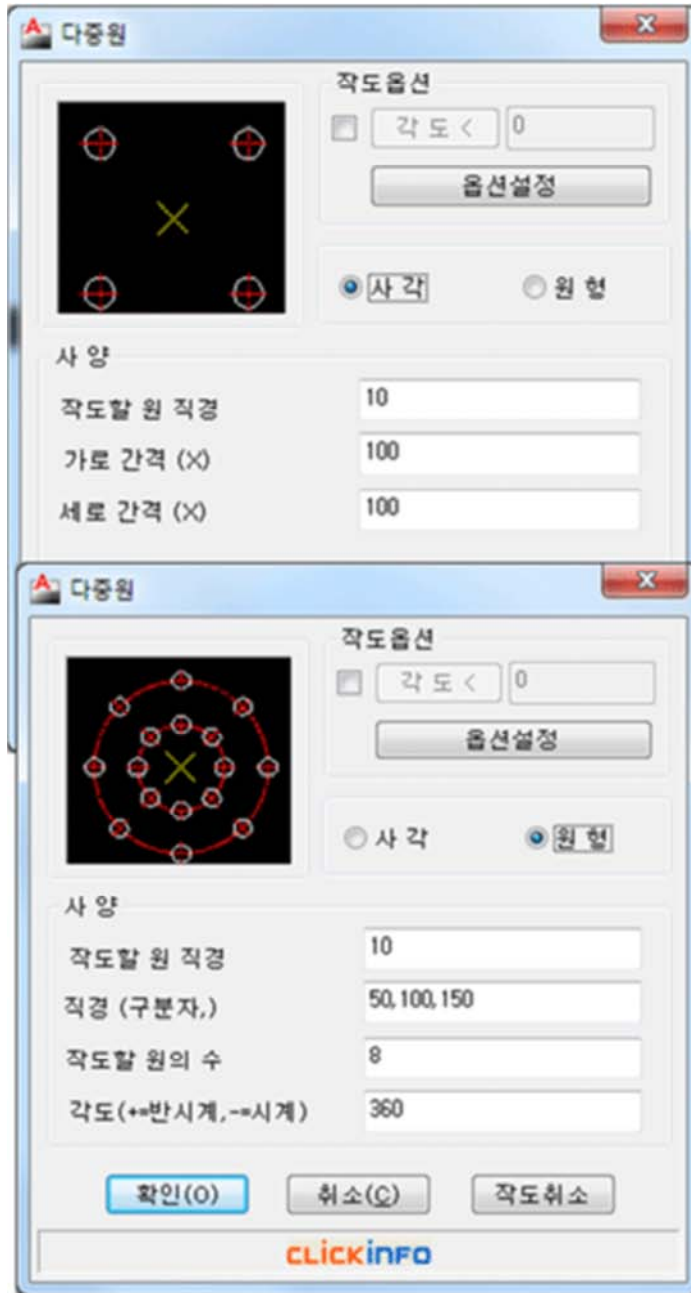 다중원
작도옵션
각 도 < 0
옵션설정
사 각 원 형
사 양
작도할 원 직경 10
가로 간격 (X) 100
세로 간격 (X) 100
다중원
작도옵션
각 도 < 0
옵션설정
사 각 원 형
사 양
작도할 원 직경 10
직경 (구분자,) 50,100,150
작도할 원의 수 8
각도(+=반시계,-=시계) 360
확인(O) 취소(C) 작도취소
CLICKINFO